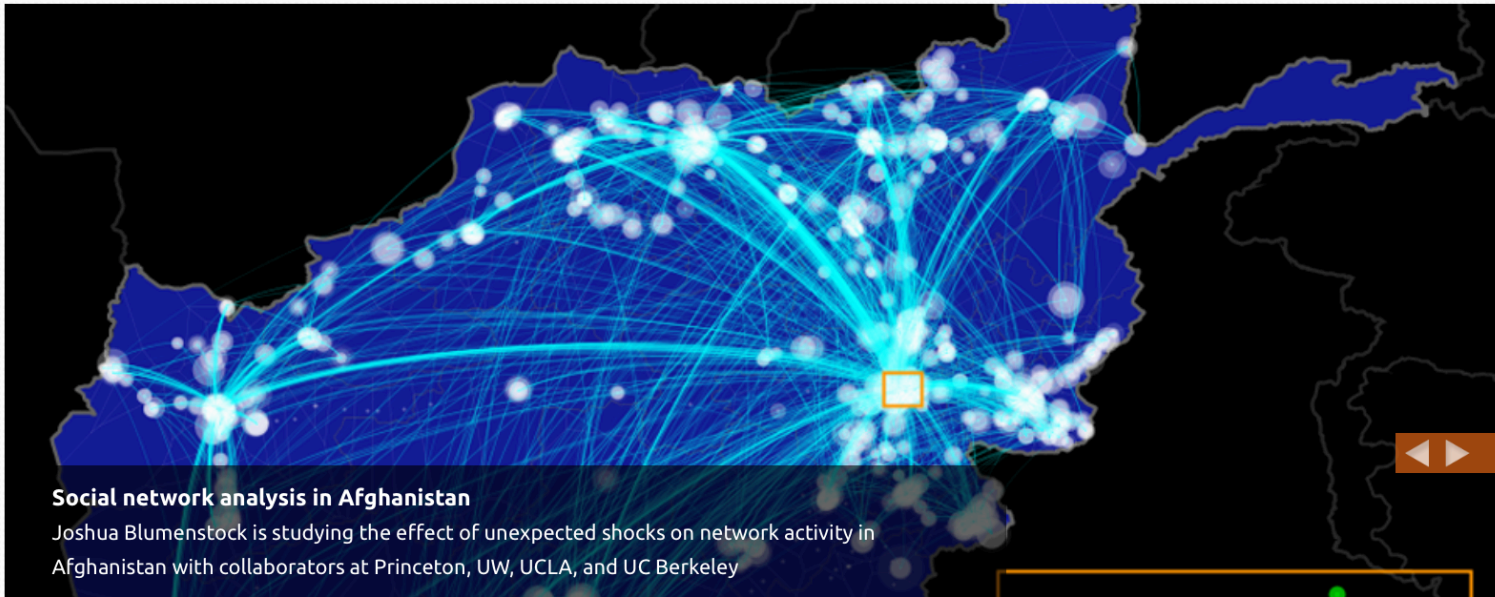 Social network analysis in Afghanistan
Joshua Blumenstock is studying the effect of unexpected shocks on network activity in
Afghanistan with collaborators at Princeton, UW, UCLA, and UC Berkeley